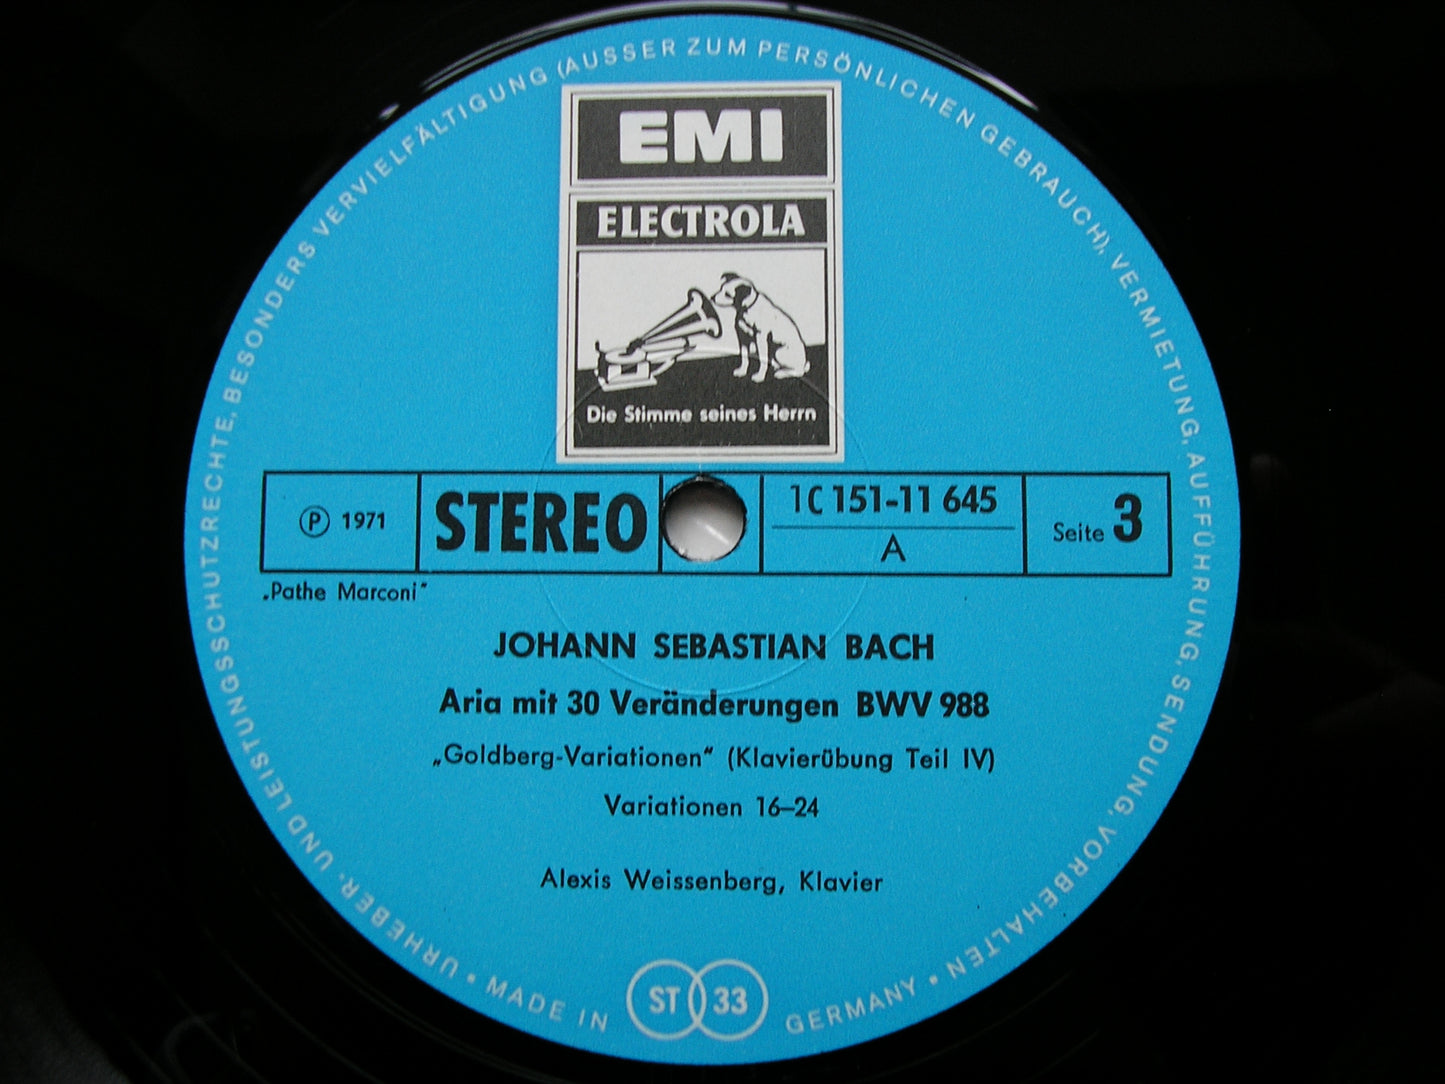 EMI
ELECTROLA
Die Stimme seines Herrn
Ⓟ 1971
STEREO
1C 151-11 645
A
Seite 3
„Pathe Marconi“
JOHANN SEBASTIAN BACH
Aria mit 30 Veränderungen BWV 988
„Goldberg-Variationen“ (Klavierübung Teil IV)
Variationen 16–24
Alexis Weissenberg, Klavier
ST 33
URHEBER- UND LEISTUNGSSCHUTZRECHTE, BESONDERS VERVIELFÄLTIGUNG (AUSSER ZUM PERSÖNLICHEN GEBRAUCH), VERMIETUNG, AUFFÜHRUNG, SENDUNG, VORBEHALTEN •
• MADE IN GERMANY